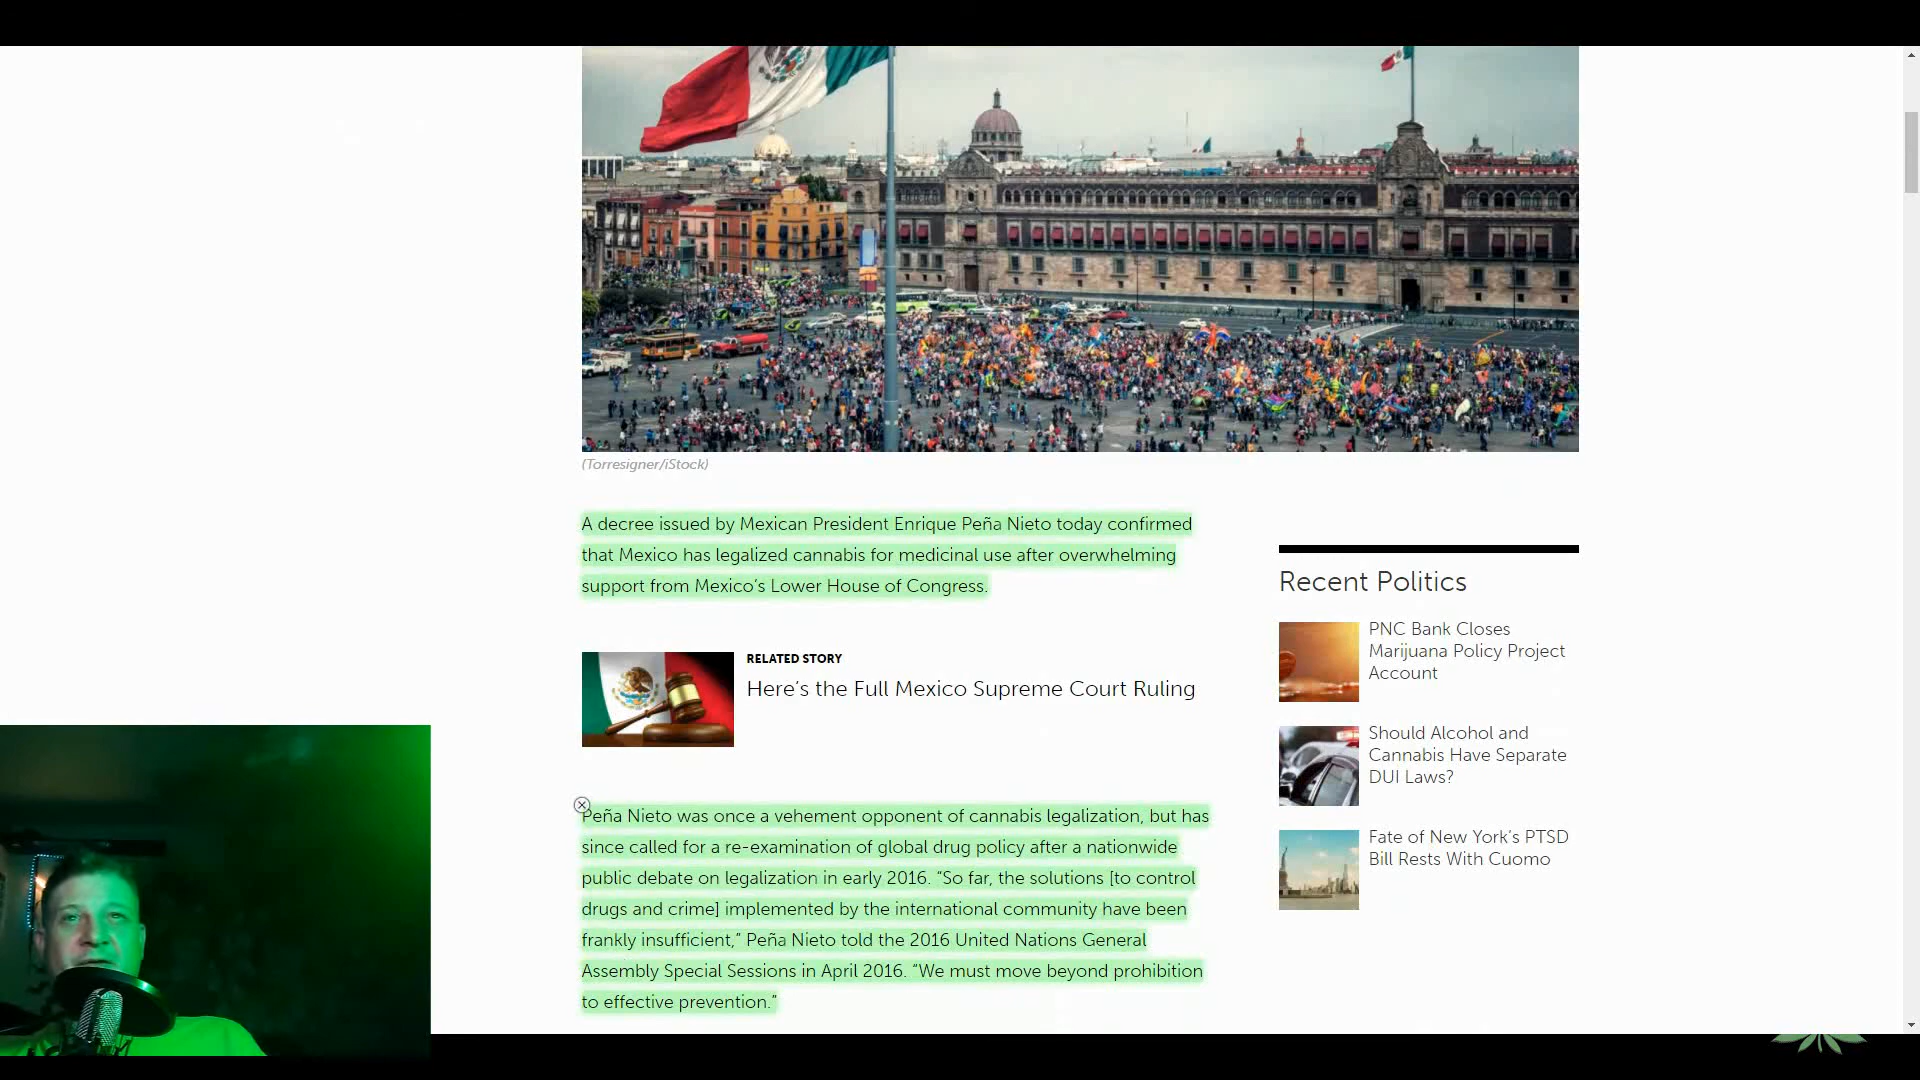 (Torresigner/iStock)
A decree issued by Mexican President Enrique Peña Nieto today confirmed
that Mexico has legalized cannabis for medicinal use after overwhelming
support from Mexico’s Lower House of Congress.
RELATED STORY
Here’s the Full Mexico Supreme Court Ruling
Peña Nieto was once a vehement opponent of cannabis legalization, but has
since called for a re-examination of global drug policy after a nationwide
public debate on legalization in early 2016. “So far, the solutions [to control
drugs and crime] implemented by the international community have been
frankly insufficient,” Peña Nieto told the 2016 United Nations General
Assembly Special Sessions in April 2016. “We must move beyond prohibition
to effective prevention.”
Recent Politics
PNC Bank Closes
Marijuana Policy Project
Account
Should Alcohol and
Cannabis Have Separate
DUI Laws?
Fate of New York’s PTSD
Bill Rests With Cuomo